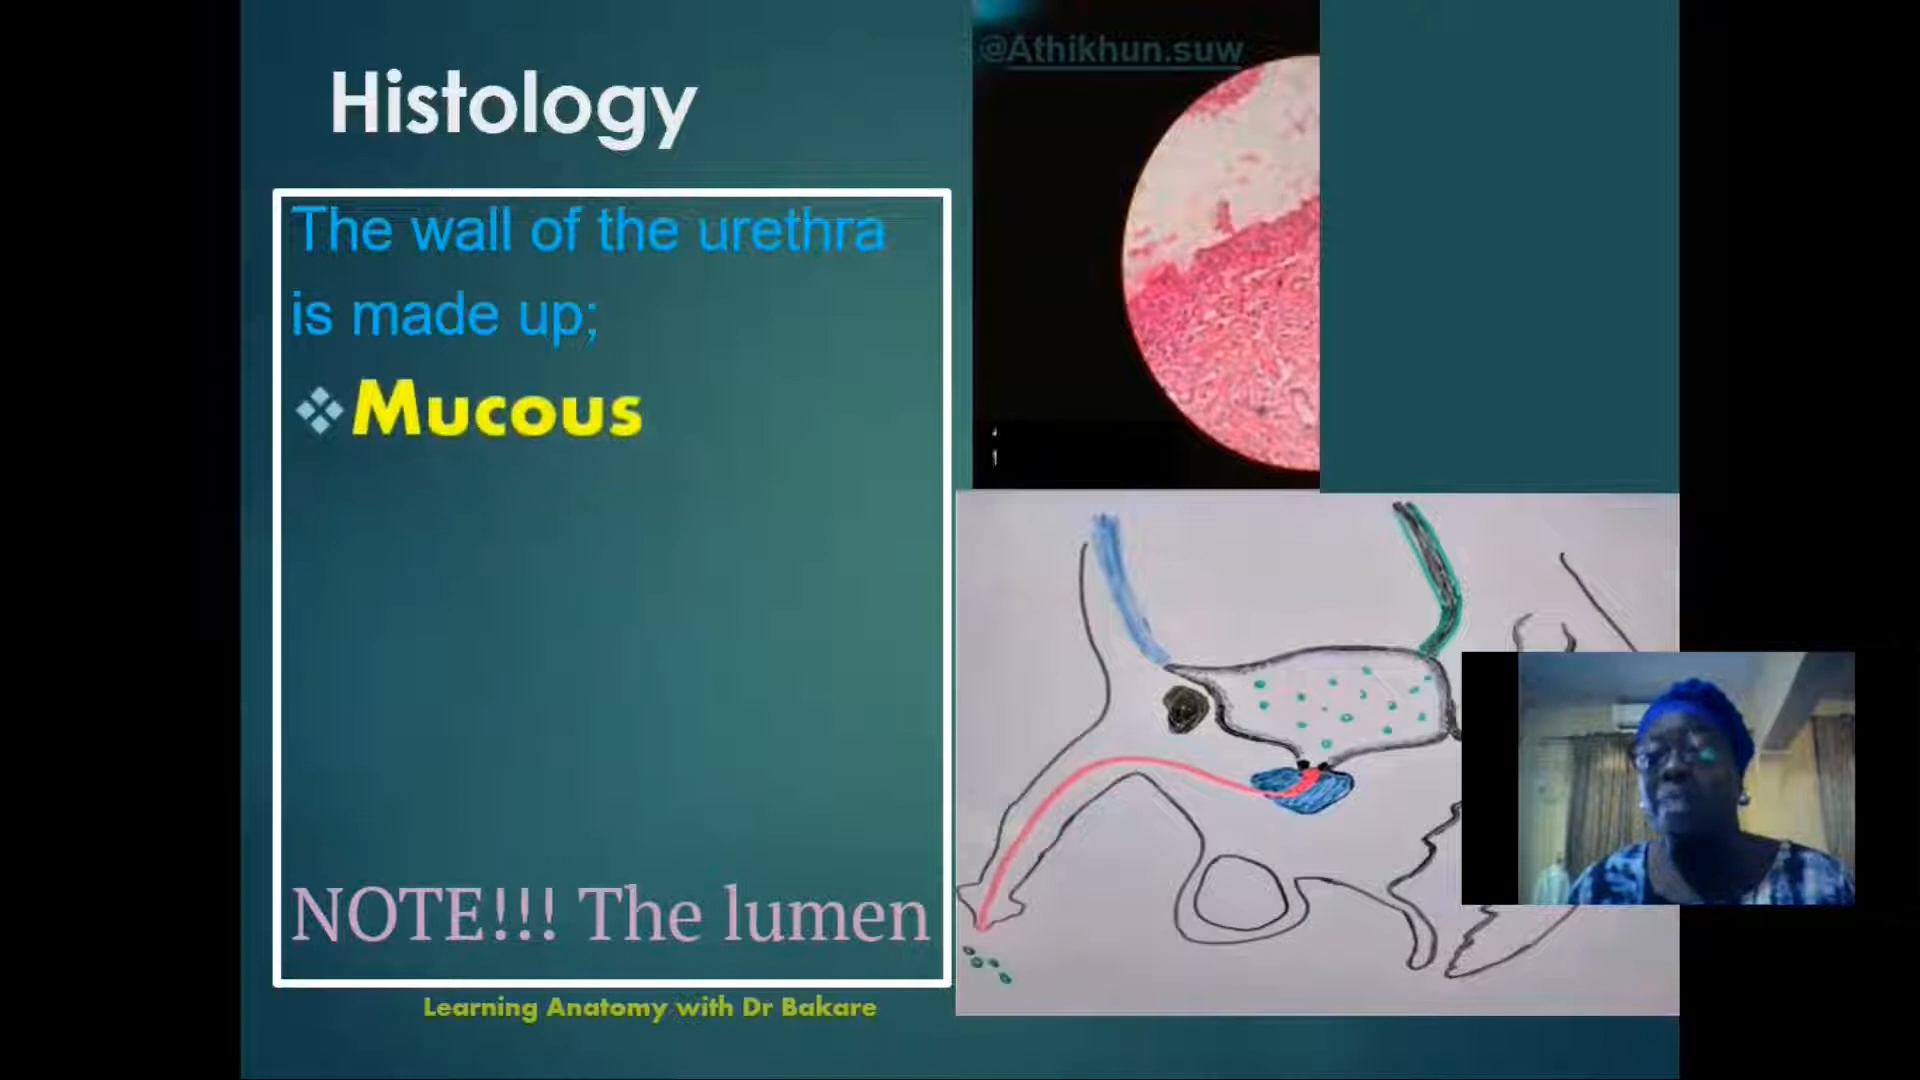 @Athikhun.suw
Histology
The wall of the urethra
is made up;
Mucous
NOTE!!! The lumen
Learning Anatomy with Dr Bakare